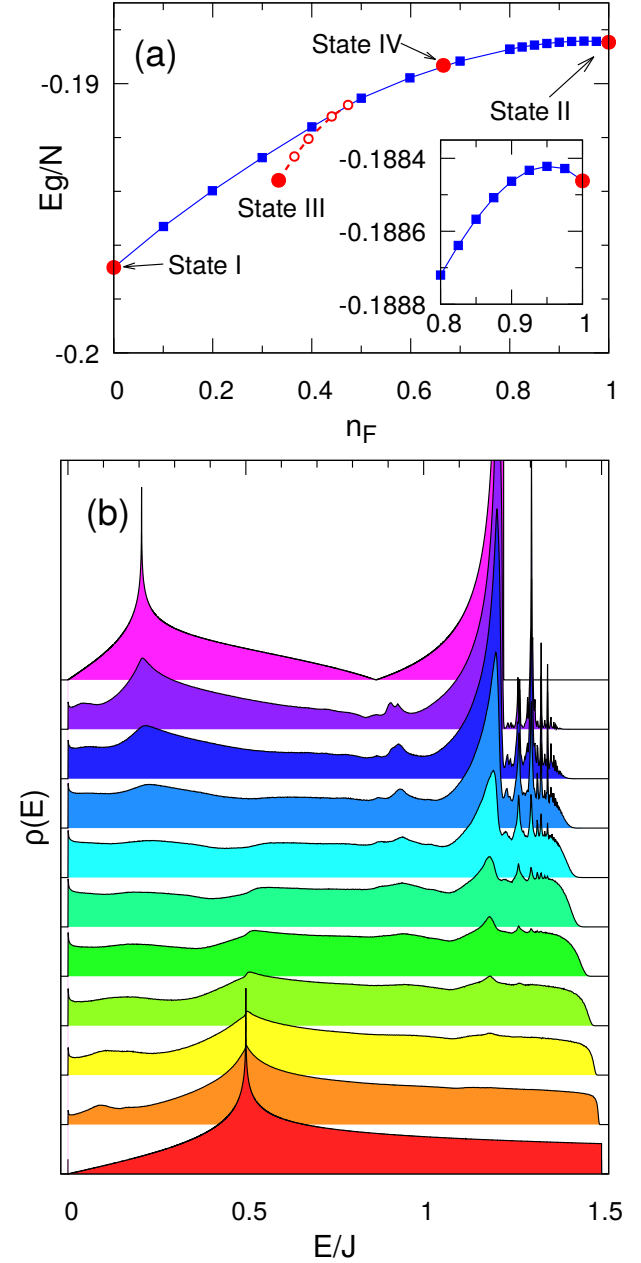 (a)
State IV
-0.19
State II
Eg/N
-0.1884
State III
-0.1886
State I
-0.1888
0.8 0.9 1
-0.2
0 0.2 0.4 0.6 0.8 1
n_F
(b)
ρ(E)
0 0.5 1 1.5
E/J